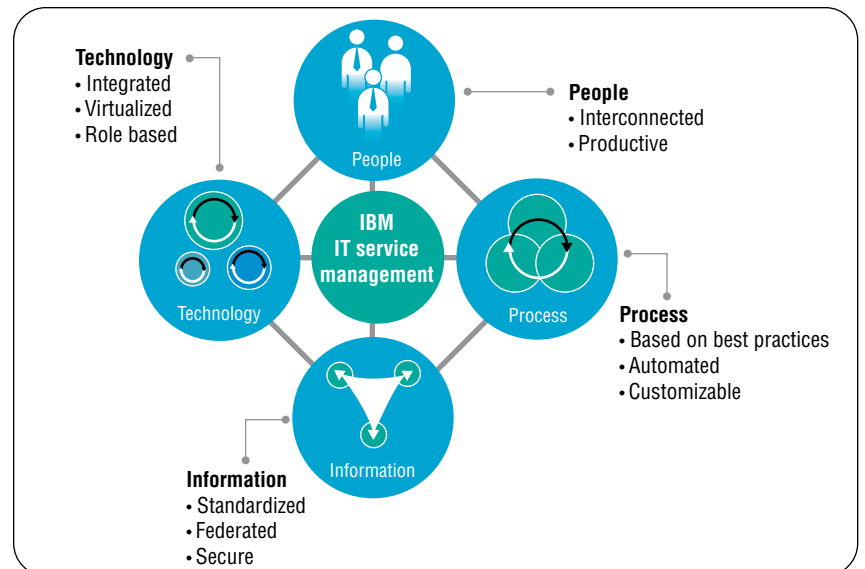 Technology
• Integrated
• Virtualized
• Role based
People
• Interconnected
• Productive
People
IBM
IT service
management
Technology
Process
Process
• Based on best practices
• Automated
• Customizable
Information
Information
• Standardized
• Federated
• Secure